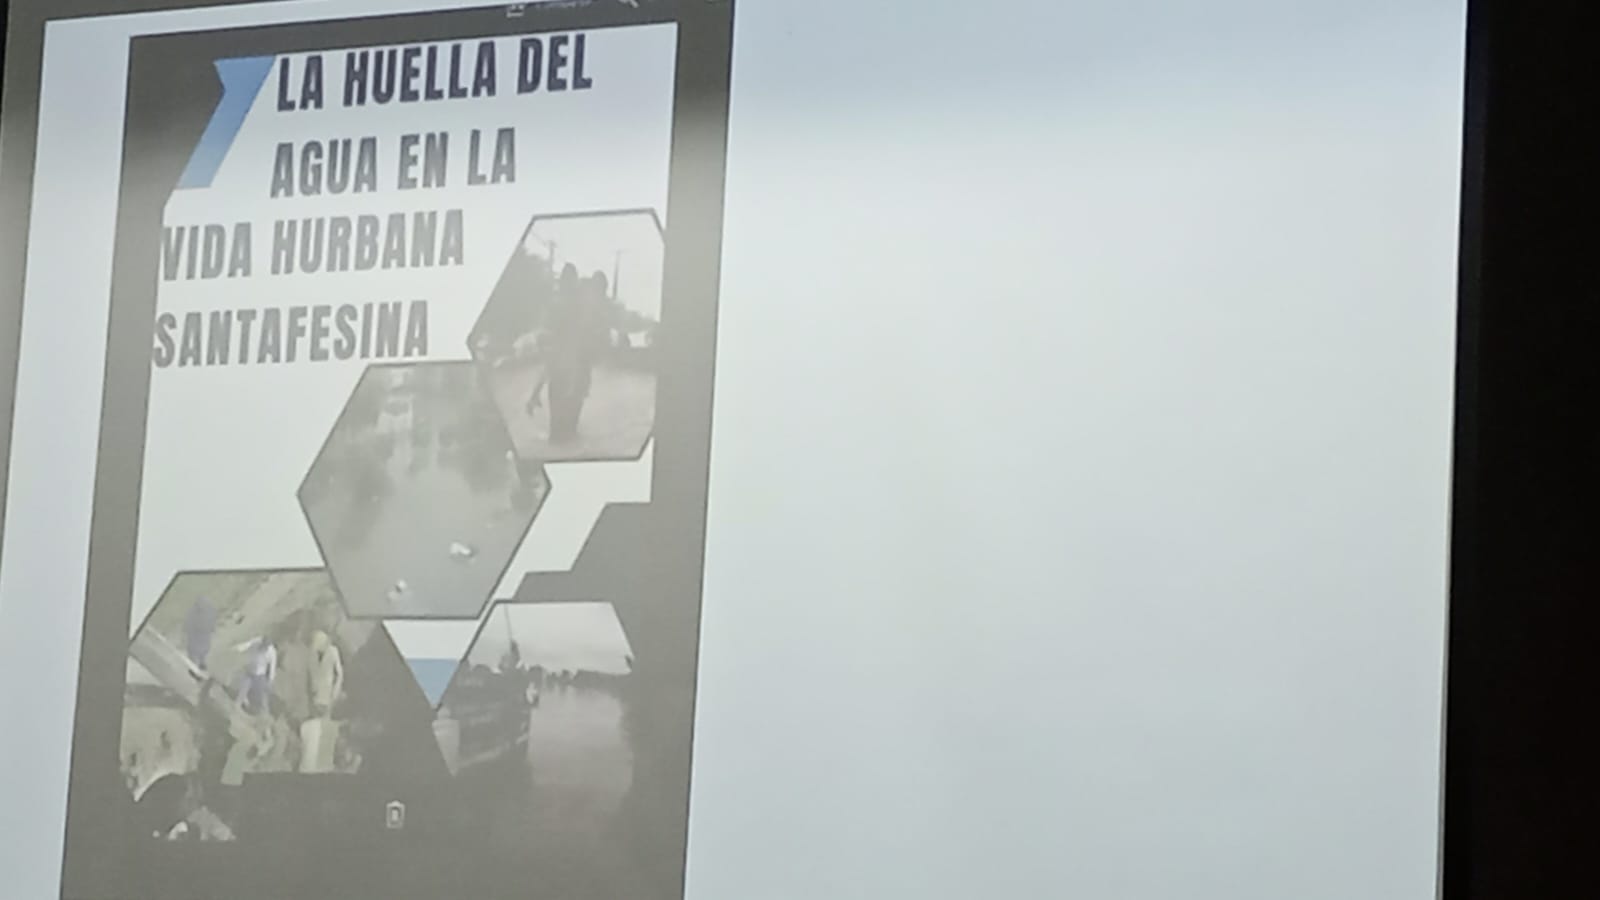 LA HUELLA DEL
AGUA EN LA
VIDA HURBANA
SANTAFESINA